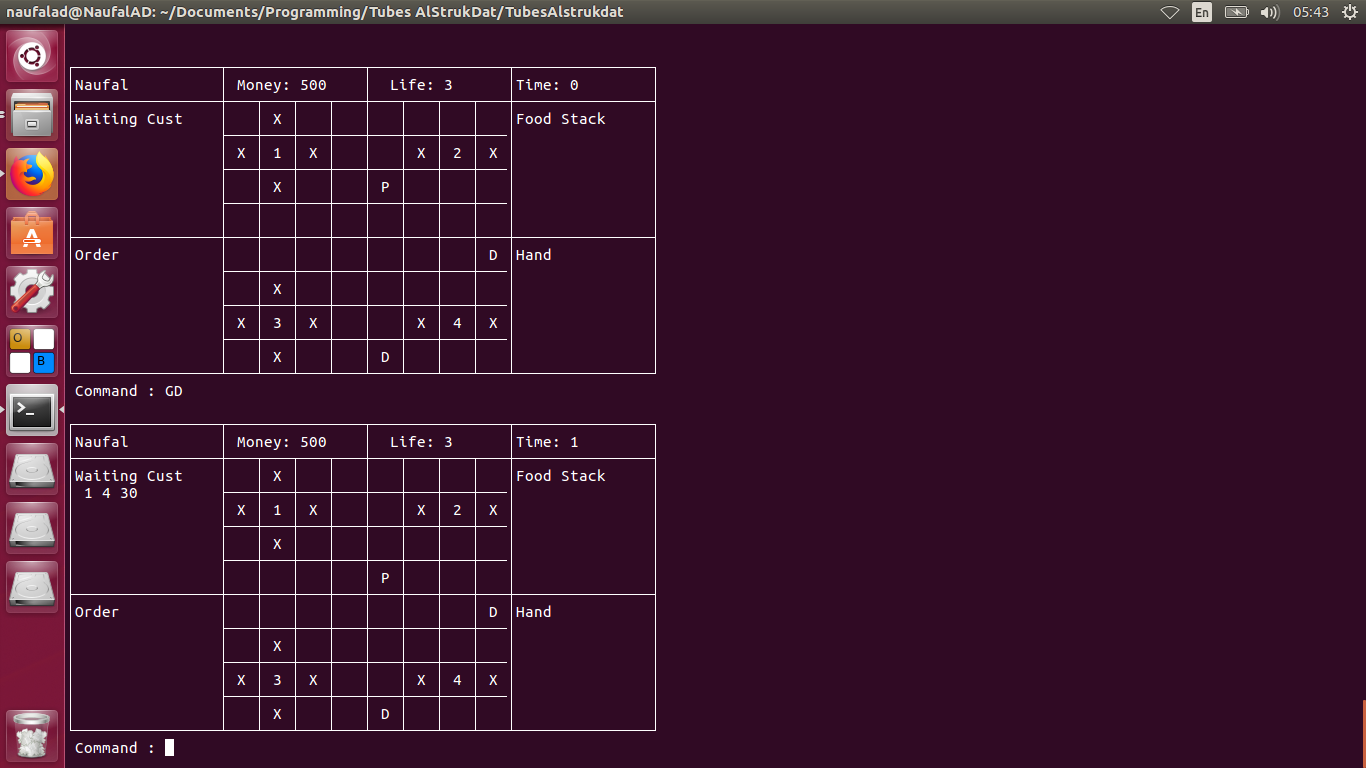 naufalad@NaufalAD: ~/Documents/Programming/Tubes AlStrukDat/TubesAlstrukdat En 05:43
Naufal Money: 500 Life: 3 Time: 0
Waiting Cust X Food Stack
X 1 X X 2 X
X P
Order D Hand
X
X 3 X X 4 X
X D
Command : GD
Naufal Money: 500 Life: 3 Time: 1
Waiting Cust X Food Stack
1 4 30
X 1 X X 2 X
X
P
Order D Hand
X
X 3 X X 4 X
X D
Command :
O
B
A
>_